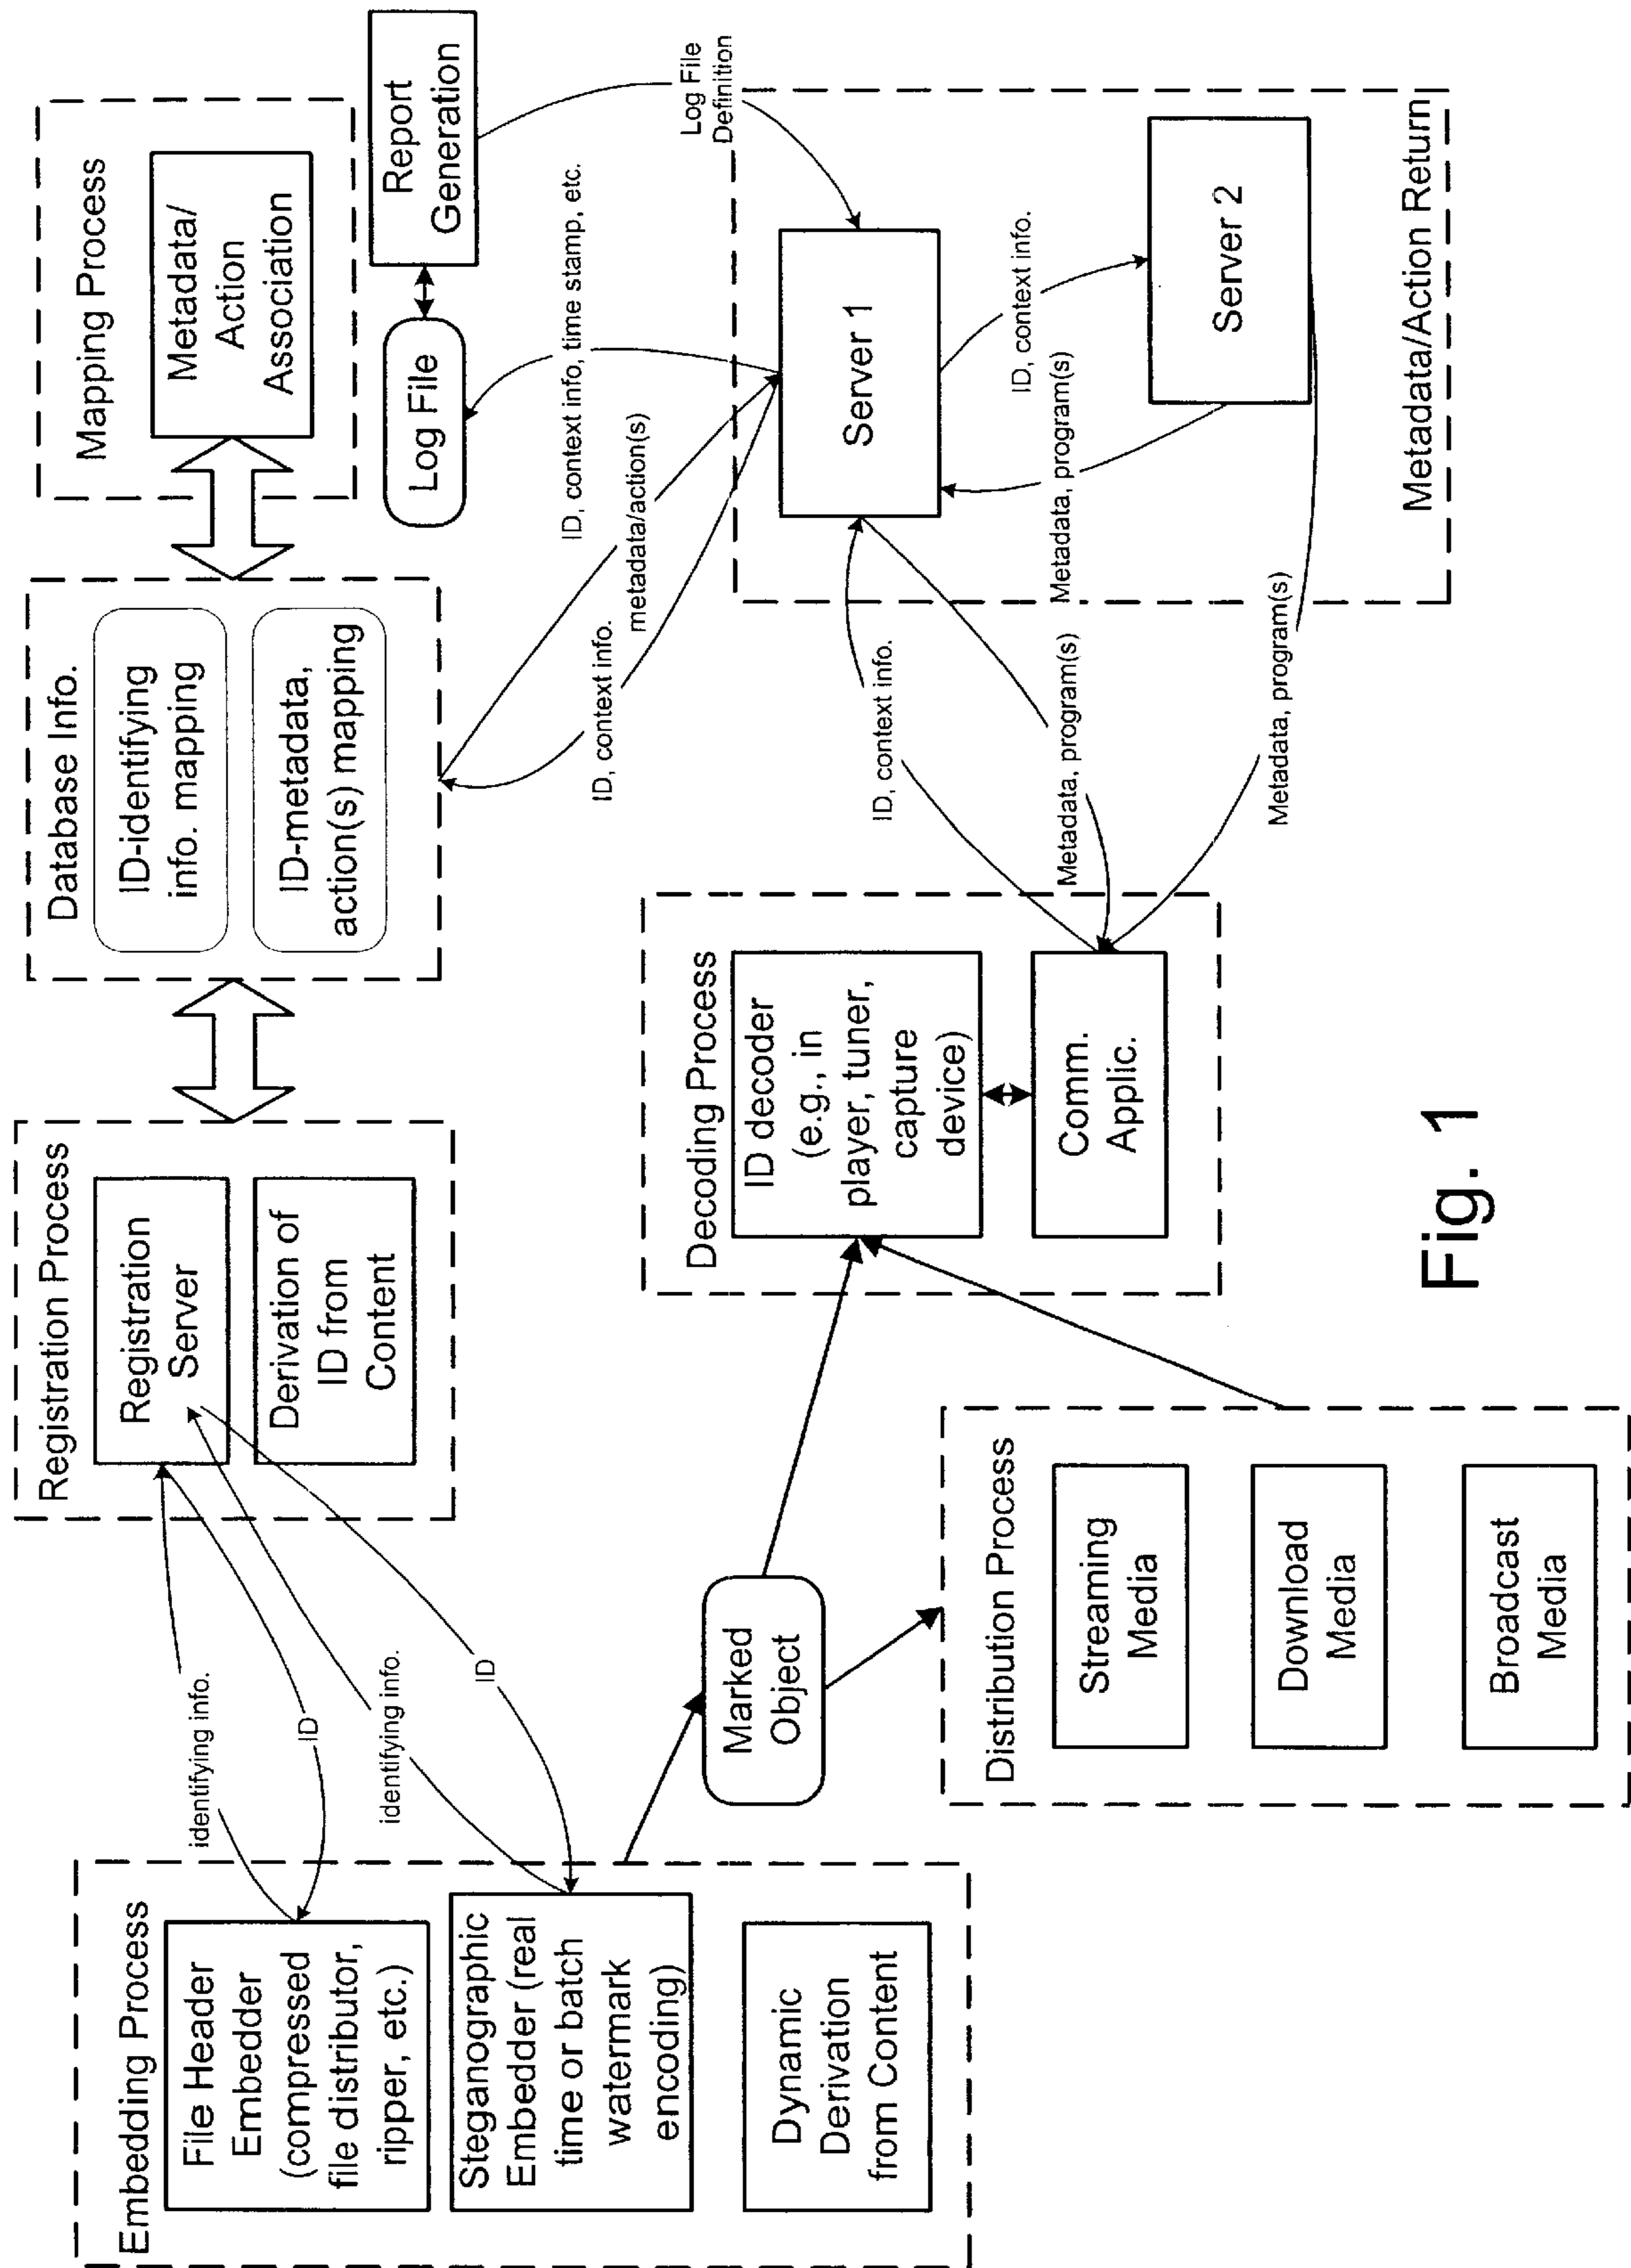 Embedding Process
File Header
Embedder
(compressed
file distributor,
ripper, etc.)
Steganographic
Embedder (real
time or batch
watermark
encoding)
Dynamic
Derivation
from Content
identifying info.
ID
identifying info.
ID
Registration Process
Registration
Server
Derivation of
ID from
Content
Database Info.
ID-identifying
info. mapping
ID-metadata,
action(s) mapping
Mapping Process
Metadata/
Action
Association
Log File
Report
Generation
ID, context info, time stamp, etc.
metadata/action(s)
ID, context info.
Log File
Definition
Marked
Object
Distribution Process
Streaming
Media
Download
Media
Broadcast
Media
Decoding Process
ID decoder
(e.g., in
player, tuner,
capture
device)
Comm.
Applic.
ID, context info.
Metadata, program(s)
Metadata, program(s)
Server 1
ID, context info.
Metadata, program(s)
Server 2
Metadata/Action Return
Fig. 1